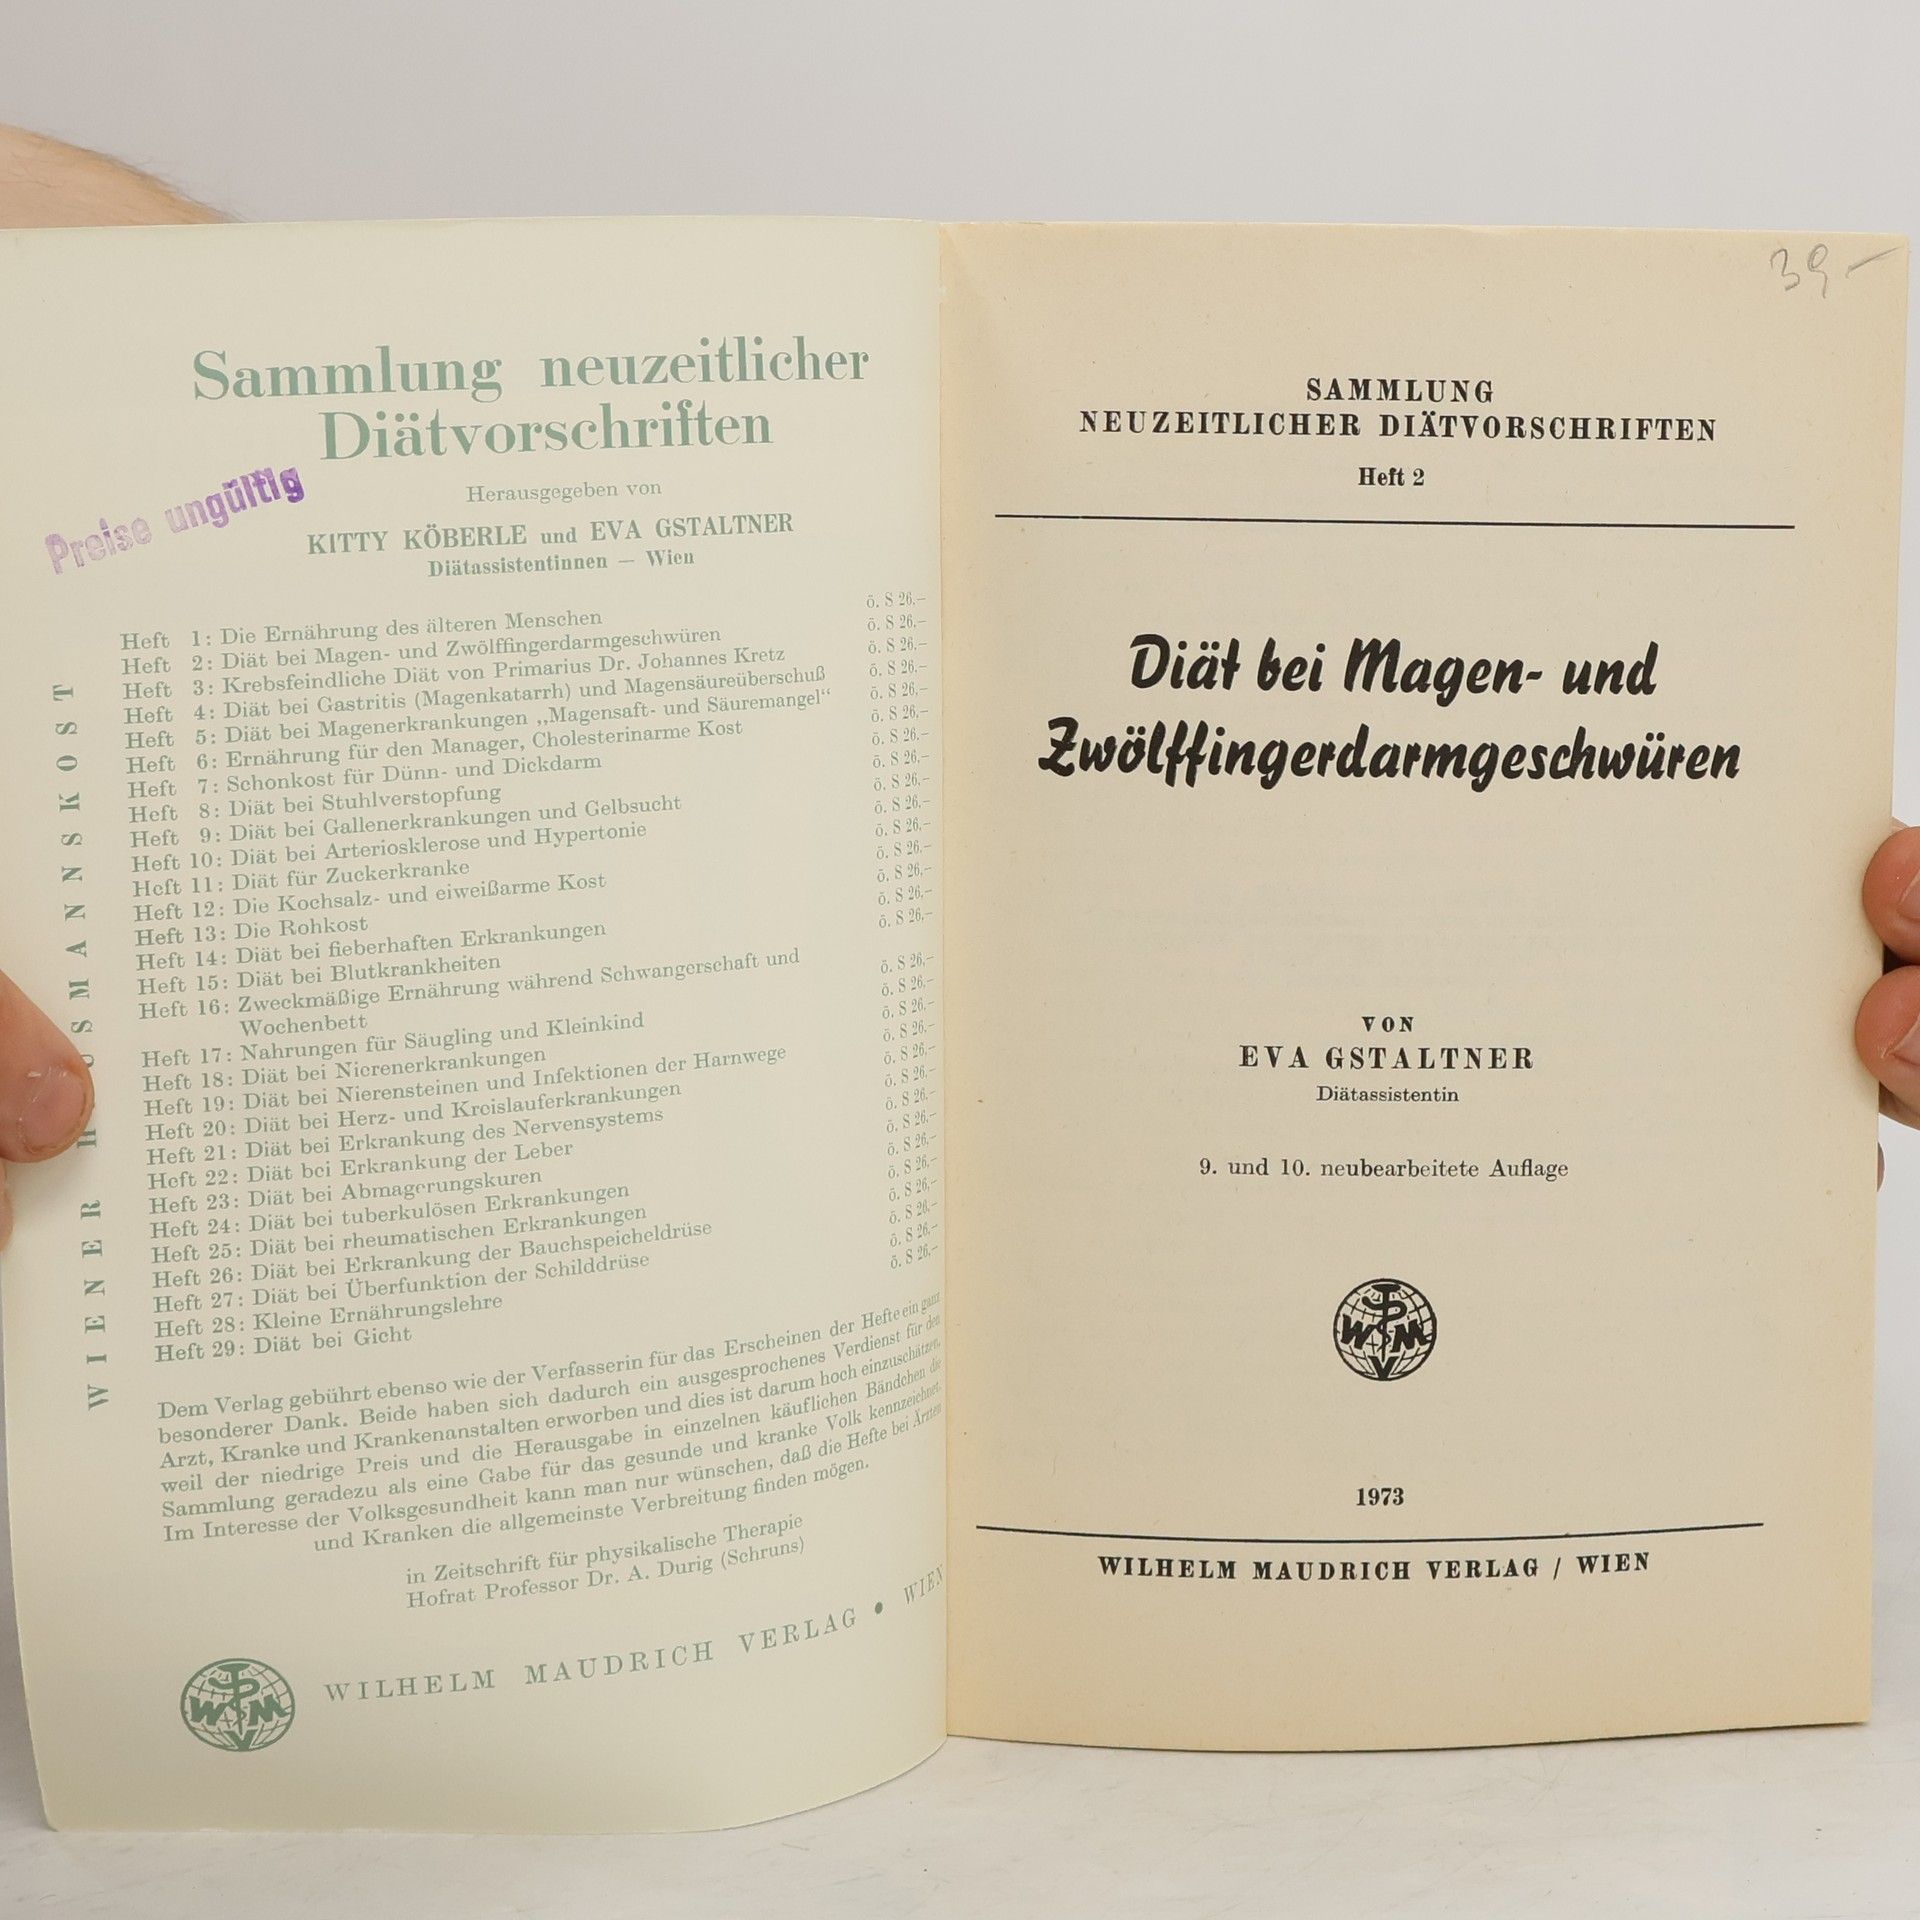 WIENER H SMANNSKOST
Sammlung neuzeitlicher
Diätvorschriften
Preise ungültig
Herausgegeben von
KITTY KÖBERLE und EVA GSTALTNER
Diätassistentinnen — Wien
Heft 1: Die Ernährung des älteren Menschen ö. S 26.–
Heft 2: Diät bei Magen- und Zwölffingerdarmgeschwüren ö. S 26.–
Heft 3: Krebsfeindliche Diät von Primarius Dr. Johannes Kretz ö. S 26.–
Heft 4: Diät bei Gastritis (Magenkatarrh) und Magensäureüberschuß ö. S 26.–
Heft 5: Diät bei Magenerkrankungen „Magensaft- und Säuremangel“ ö. S 26.–
Heft 6: Ernährung für den Manager, Cholesterinarme Kost ö. S 26.–
Heft 7: Schonkost für Dünn- und Dickdarm ö. S 26.–
Heft 8: Diät bei Stuhlverstopfung ö. S 26.–
Heft 9: Diät bei Gallenerkrankungen und Gelbsucht ö. S 26.–
Heft 10: Diät bei Arteriosklerose und Hypertonie ö. S 26.–
Heft 11: Diät für Zuckerkranke ö. S 26.–
Heft 12: Die Kochsalz- und eiweißarme Kost ö. S 26.–
Heft 13: Die Rohkost ö. S 26.–
Heft 14: Diät bei fieberhaften Erkrankungen ö. S 26.–
Heft 15: Diät bei Blutkrankheiten ö. S 26.–
Heft 16: Zweckmäßige Ernährung während Schwangerschaft und
Wochenbett ö. S 26.–
Heft 17: Nahrungen für Säugling und Kleinkind ö. S 26.–
Heft 18: Diät bei Nierenerkrankungen ö. S 26.–
Heft 19: Diät bei Nierensteinen und Infektionen der Harnwege ö. S 26.–
Heft 20: Diät bei Herz- und Kreislauferkrankungen ö. S 26.–
Heft 21: Diät bei Erkrankung des Nervensystems ö. S 26.–
Heft 22: Diät bei Erkrankung der Leber ö. S 26.–
Heft 23: Diät bei Abmagerungskuren ö. S 26.–
Heft 24: Diät bei tuberkulösen Erkrankungen ö. S 26.–
Heft 25: Diät bei rheumatischen Erkrankungen ö. S 26.–
Heft 26: Diät bei Erkrankung der Bauchspeicheldrüse ö. S 26.–
Heft 27: Diät bei Überfunktion der Schilddrüse ö. S 26.–
Heft 28: Kleine Ernährungslehre ö. S 26.–
Heft 29: Diät bei Gicht ö. S 26.–
Dem Verlag gebührt ebenso wie der Verfasserin für das Erscheinen der Hefte ein ganz
besonderer Dank. Beide haben sich dadurch ein ausgesprochenes Verdienst für den
Arzt, Kranke und Krankenanstalten erworben und dies ist darum hoch einzuschätzen,
weil der niedrige Preis und die Herausgabe in einzelnen käuflichen Bändchen die
Sammlung geradezu als eine Gabe für das gesunde und kranke Volk kennzeichnet.
Im Interesse der Volksgesundheit kann man nur wünschen, daß die Hefte bei Ärzten
und Kranken die allgemeinste Verbreitung finden mögen.
in Zeitschrift für physikalische Therapie
Hofrat Professor Dr. A. Durig (Schruns)
WMV
WILHELM MAUDRICH VERLAG • WIEN
39.–
SAMMLUNG
NEUZEITLICHER DIÄTVORSCHRIFTEN
Heft 2
Diät bei Magen- und
Zwölffingerdarmgeschwüren
VON
EVA GSTALTNER
Diätassistentin
9. und 10. neubearbeitete Auflage
WMV
1973
WILHELM MAUDRICH VERLAG / WIEN